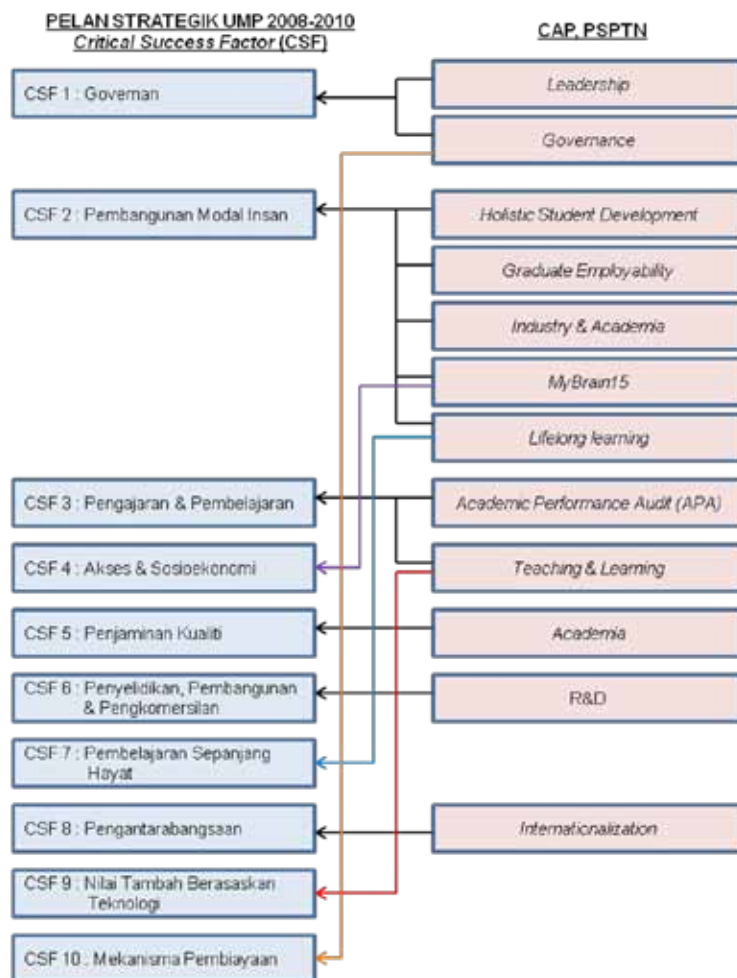 PELAN STRATEGIK UMP 2008-2010
Critical Success Factor (CSF)
CSF 1 : Governan
CSF 2 : Pembangunan Modal Insan
CSF 3 : Pengajaran & Pembelajaran
CSF 4 : Akses & Sosioekonomi
CSF 5 : Penjaminan Kualiti
CSF 6 : Penyelidikan, Pembangunan
& Pengkomersilan
CSF 7 : Pembelajaran Sepanjang
Hayat
CSF 8 : Pengantarabangsaan
CSF 9 : Nilai Tambah Berasaskan
Teknologi
CSF 10 : Mekanisma Pembiayaan
CAP, PSPTN
Leadership
Governance
Holistic Student Development
Graduate Employability
Industry & Academia
MyBrain15
Lifelong learning
Academic Performance Audit (APA)
Teaching & Learning
Academia
R&D
Internationalization